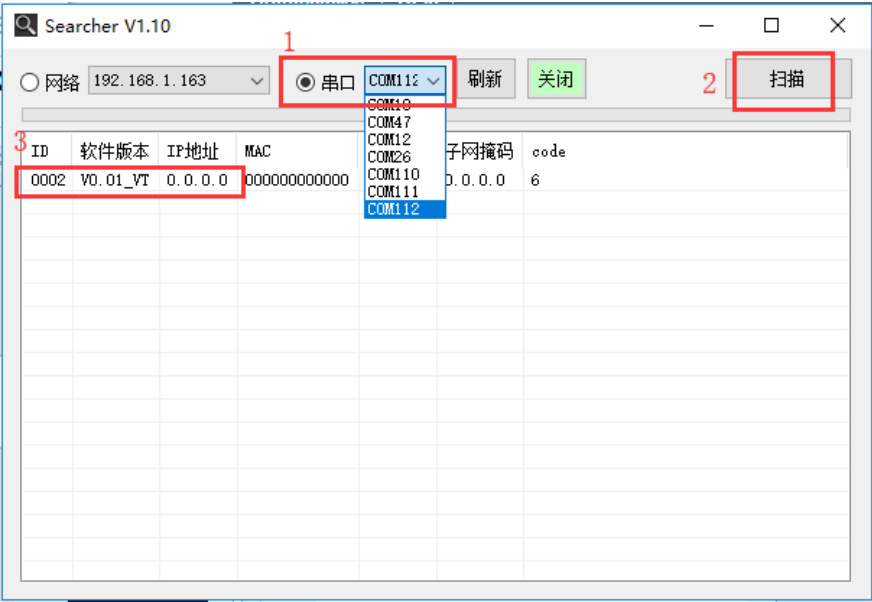 Searcher V1.10
1
网络 192.168.1.163 串口 COM112 刷新 关闭 2 扫描
COM47
COM12
COM26
COM110
COM111
COM112
3
ID 软件版本 IP地址 MAC 子网掩码 code
0002 V0.01_VT 0.0.0.0 000000000000 0.0.0.0 6